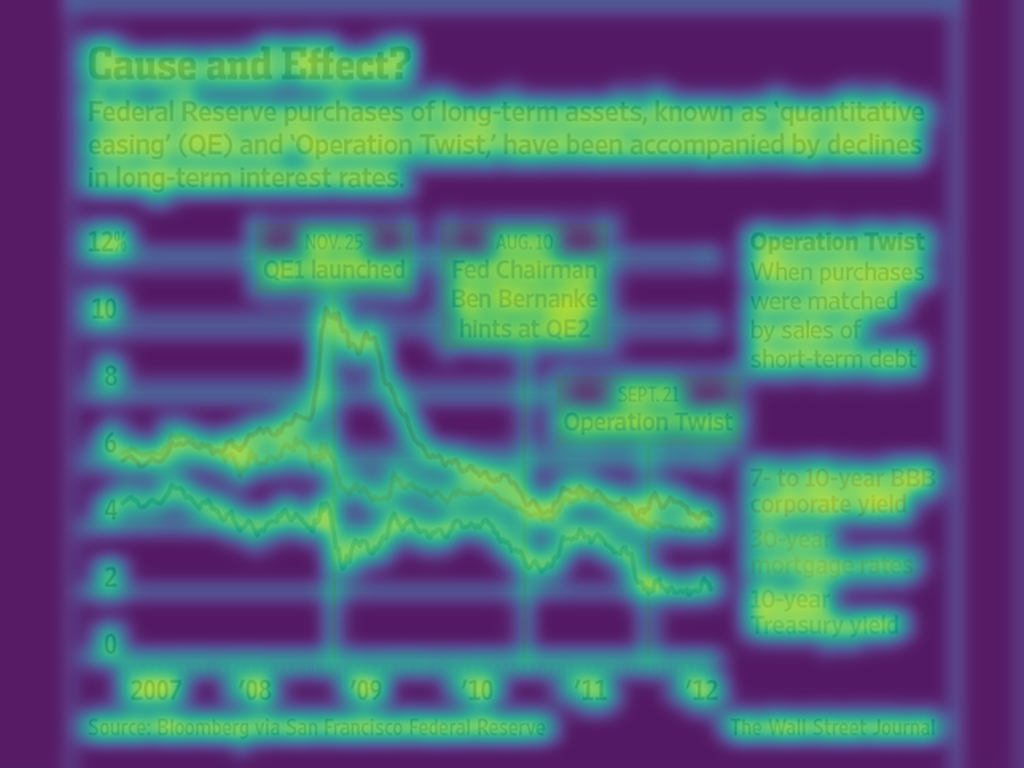 Cause and Effect?
Federal Reserve purchases of long-term assets, known as ‘quantitative
easing’ (QE) and ‘Operation Twist,’ have been accompanied by declines
in long-term interest rates.
12%
10
8
6
4
2
0
NOV. 25
QE1 launched
AUG. 10
Fed Chairman
Ben Bernanke
hints at QE2
SEPT. 21
Operation Twist
Operation Twist
When purchases
were matched
by sales of
short-term debt
7- to 10-year BBB
corporate yield
30-year
mortgage rates
10-year
Treasury yield
2007 ’08 ’09 ’10 ’11 ’12
Source: Bloomberg via San Francisco Federal Reserve
The Wall Street Journal